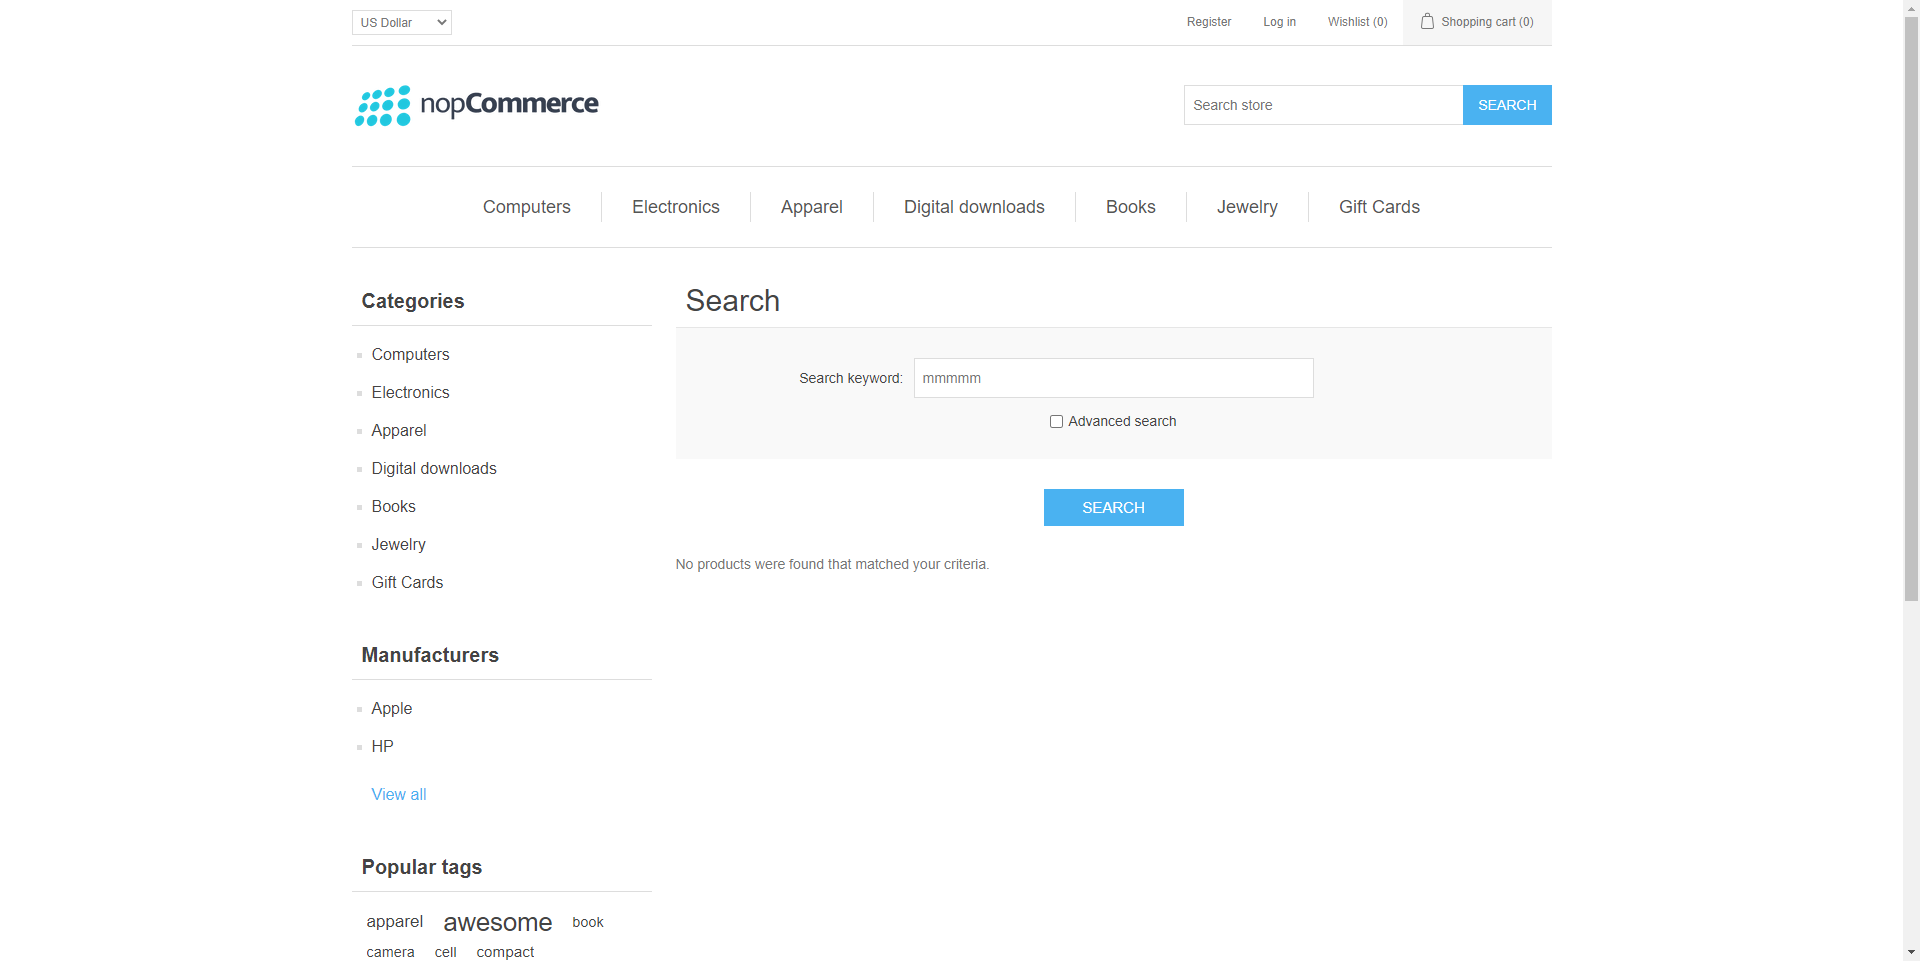 US Dollar
Register
Log in
Wishlist (0)
Shopping cart (0)
nopCommerce
Search store
SEARCH
Computers
Electronics
Apparel
Digital downloads
Books
Jewelry
Gift Cards
Categories
Computers
Electronics
Apparel
Digital downloads
Books
Jewelry
Gift Cards
Manufacturers
Apple
HP
View all
Popular tags
apparel awesome book
camera cell compact
Search
Search keyword: mmmmm
Advanced search
SEARCH
No products were found that matched your criteria.